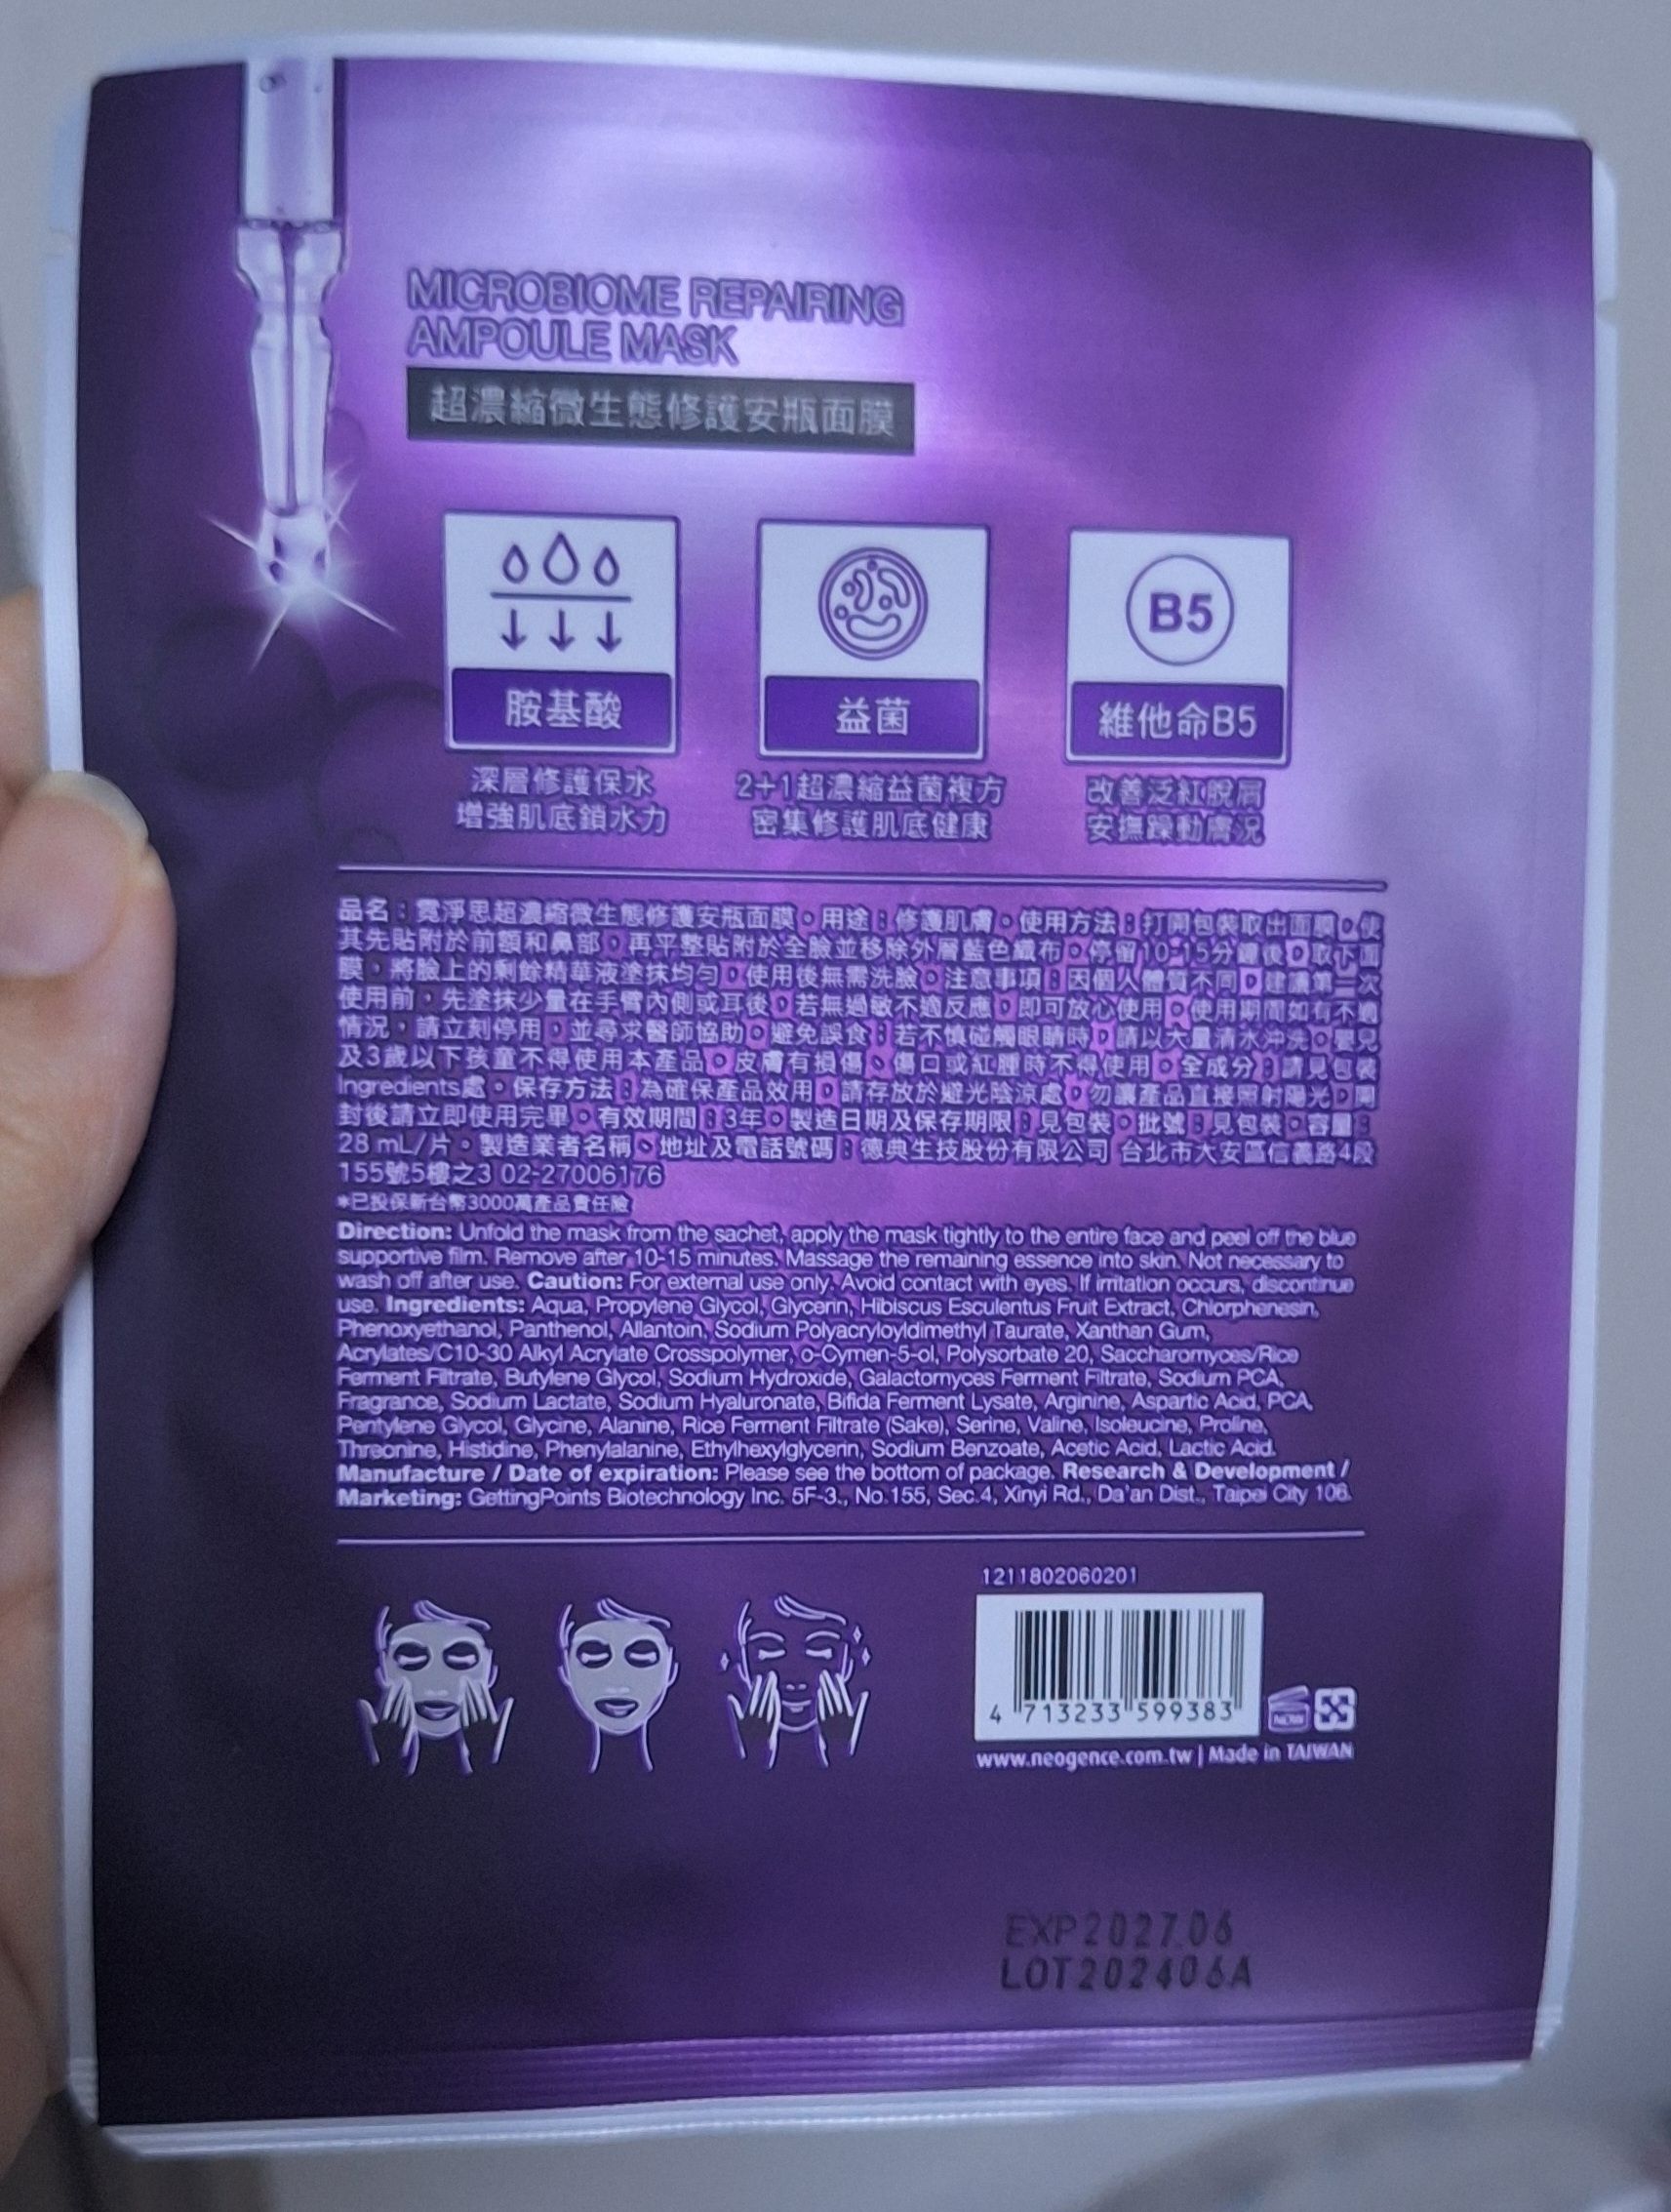 MICROBIOME REPAIRING
AMPOULE MASK
超濃縮微生態修護安瓶面膜
B5
胺基酸
益菌
維他命B5
深層修護保水
增強肌底鎖水力
2+1超濃縮益菌複方
密集修護肌底健康
改善泛紅脫屑
安撫躁動膚況
品名：霓淨思超濃縮微生態修護安瓶面膜。用途：修護肌膚。使用方法：打開包裝取出面膜，使
其先貼附於前額和鼻部，再平整貼附於全臉並移除外層藍色織布。停留10-15分鐘後，取下面
膜，將臉上的剩餘精華液塗抹均勻，使用後無需洗臉。注意事項：因個人體質不同，建議第一次
使用前，先塗抹少量在手臂內側或耳後，若無過敏不適反應，即可放心使用。使用期間如有不適
情況，請立刻停用，並尋求醫師協助。避免誤食；若不慎碰觸眼睛時，請以大量清水沖洗。嬰兒
及3歲以下孩童不得使用本產品。皮膚有損傷、傷口或紅腫時不得使用。全成分：請見包裝
Ingredients處。保存方法：為確保產品效用，請存放於避光陰涼處，勿讓產品直接照射陽光，開
封後請立即使用完畢。有效期間：3年。製造日期及保存期限：見包裝。批號：見包裝。容量：
28 mL/片。製造業者名稱、地址及電話號碼：德典生技股份有限公司 台北市大安區信義路4段
155號5樓之3 02-27006176
*已投保新台幣3000萬產品責任險
Direction: Unfold the mask from the sachet, apply the mask tightly to the entire face and peel off the blue
supportive film. Remove after 10-15 minutes. Massage the remaining essence into skin. Not necessary to
wash off after use. Caution: For external use only. Avoid contact with eyes. If irritation occurs, discontinue
use. Ingredients: Aqua, Propylene Glycol, Glycerin, Hibiscus Esculentus Fruit Extract, Chlorphenesin,
Phenoxyethanol, Panthenol, Allantoin, Sodium Polyacryloyldimethyl Taurate, Xanthan Gum,
Acrylates/C10-30 Alkyl Acrylate Crosspolymer, o-Cymen-5-ol, Polysorbate 20, Saccharomyces/Rice
Ferment Filtrate, Butylene Glycol, Sodium Hydroxide, Galactomyces Ferment Filtrate, Sodium PCA,
Fragrance, Sodium Lactate, Sodium Hyaluronate, Bifida Ferment Lysate, Arginine, Aspartic Acid, PCA,
Pentylene Glycol, Glycine, Alanine, Rice Ferment Filtrate (Sake), Serine, Valine, Isoleucine, Proline,
Threonine, Histidine, Phenylalanine, Ethylhexylglycerin, Sodium Benzoate, Acetic Acid, Lactic Acid.
Manufacture / Date of expiration: Please see the bottom of package. Research & Development /
Marketing: GettingPoints Biotechnology Inc. 5F-3., No.155, Sec.4, Xinyi Rd., Da'an Dist., Taipei City 106.
1211802060201
4 713233 599383
NOW
www.neogence.com.tw | Made in TAIWAN
EXP2027.06
LOT202406A